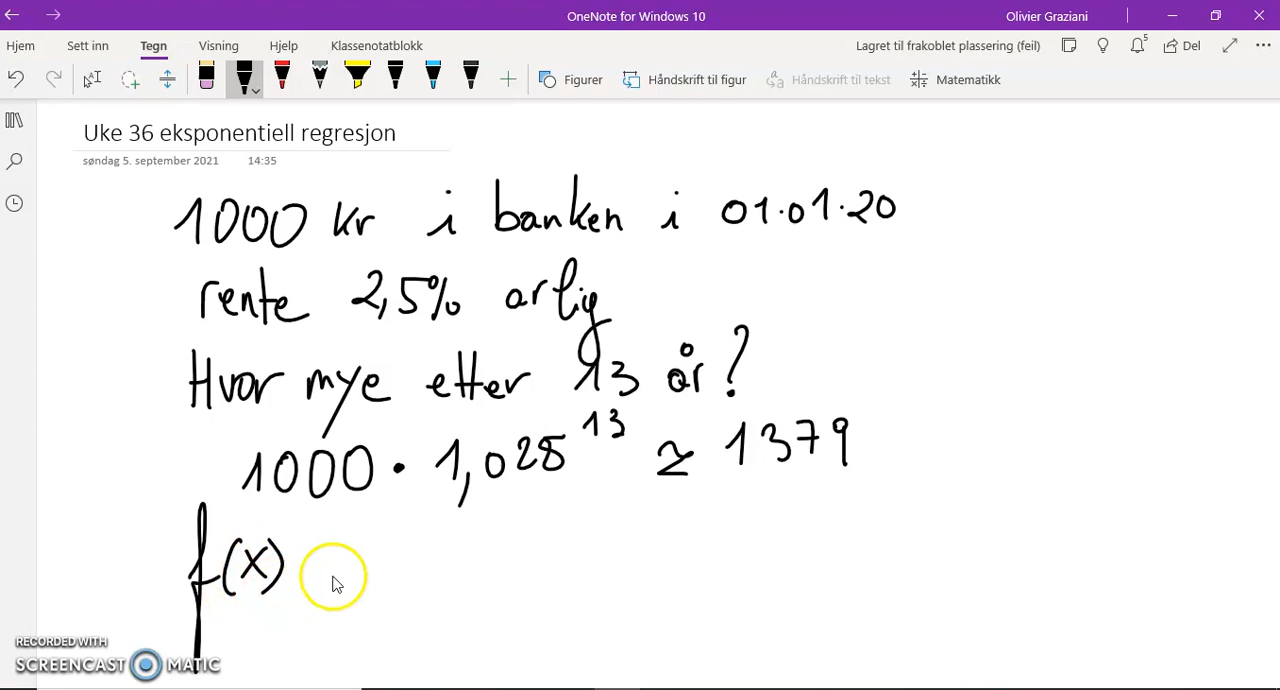 OneNote for Windows 10
Olivier Graziani
Hjem Sett inn Tegn Visning Hjelp Klassenotatblokk
Lagret til frakoblet plassering (feil) 5 Del
Figurer Håndskrift til figur Håndskrift til tekst Matematikk
Uke 36 eksponentiell regresjon
søndag 5. september 2021 14:35
1000 kr i banken i 01.01.20
rente 2,5% arlig
Hvor mye etter 13 år?
1000 · 1,025^13 ≃ 1379
f(x)
RECORDED WITH
SCREENCAST MATIC